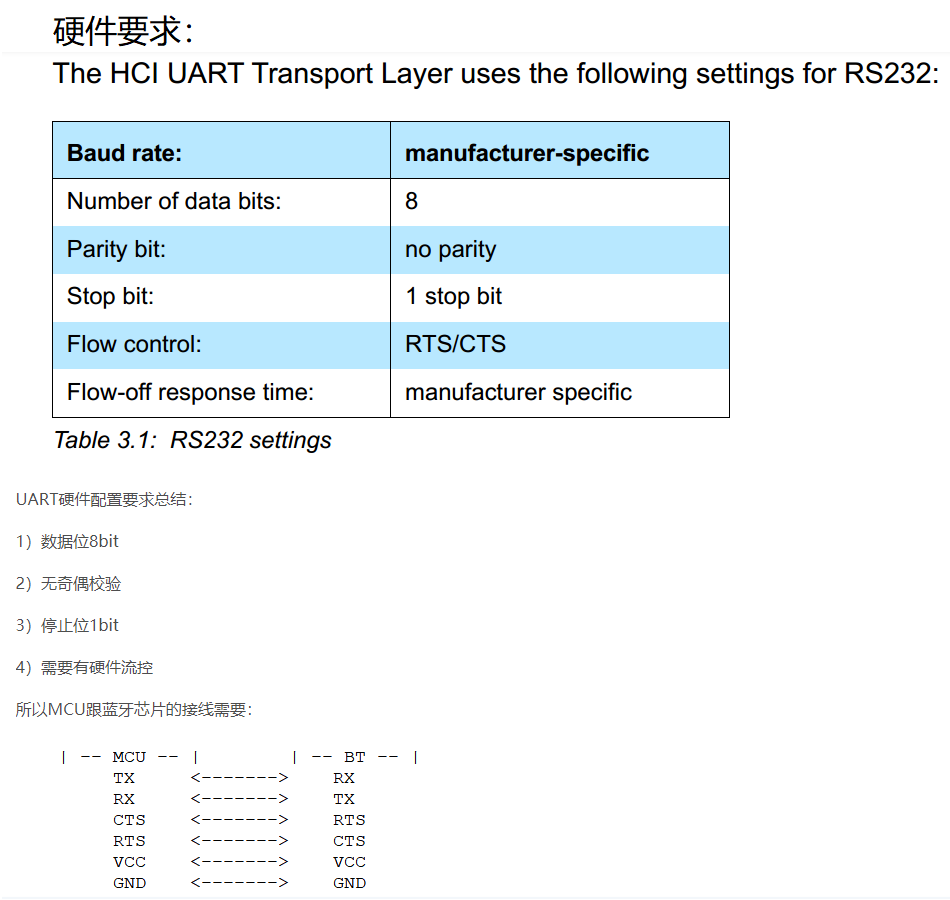 硬件要求：
The HCI UART Transport Layer uses the following settings for RS232:
Baud rate: manufacturer-specific
Number of data bits: 8
Parity bit: no parity
Stop bit: 1 stop bit
Flow control: RTS/CTS
Flow-off response time: manufacturer specific
Table 3.1: RS232 settings
UART硬件配置要求总结：
1）数据位8bit
2）无奇偶校验
3）停止位1bit
4）需要有硬件流控
所以MCU跟蓝牙芯片的接线需要：
| -- MCU -- | | -- BT -- |
TX <-------> RX
RX <-------> TX
CTS <-------> RTS
RTS <-------> CTS
VCC <-------> VCC
GND <-------> GND